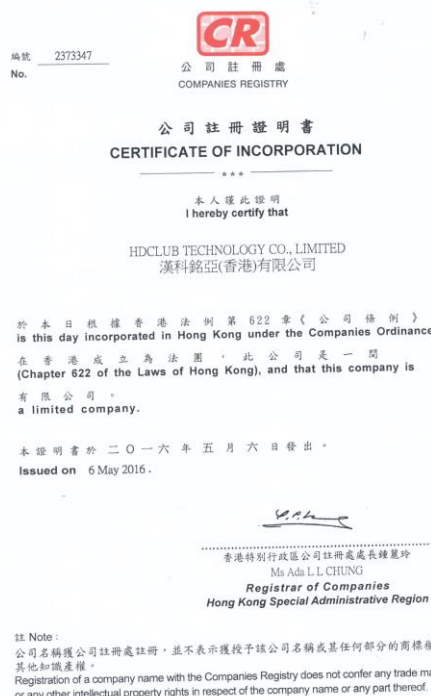 CR
編號 2373347
No.
公司註冊處
COMPANIES REGISTRY
公司註冊證明書
CERTIFICATE OF INCORPORATION
***
本人謹此證明
I hereby certify that
HDCLUB TECHNOLOGY CO., LIMITED
漢科銘亞(香港)有限公司
於本日根據香港法例第622章《公司條例》
is this day incorporated in Hong Kong under the Companies Ordinance
在香港成立為法團，此公司是一間
(Chapter 622 of the Laws of Hong Kong), and that this company is
有限公司。
a limited company.
本證明書於二〇一六年五月六日發出。
Issued on 6 May 2016.
香港特別行政區公司註冊處處長鍾麗玲
Ms Ada L L CHUNG
Registrar of Companies
Hong Kong Special Administrative Region
註 Note:
公司名稱獲公司註冊處註冊，並不表示獲授予該公司名稱或其任何部分的商標權
其他知識產權。
Registration of a company name with the Companies Registry does not confer any trade ma
or any other intellectual property rights in respect of the company name or any part thereof.